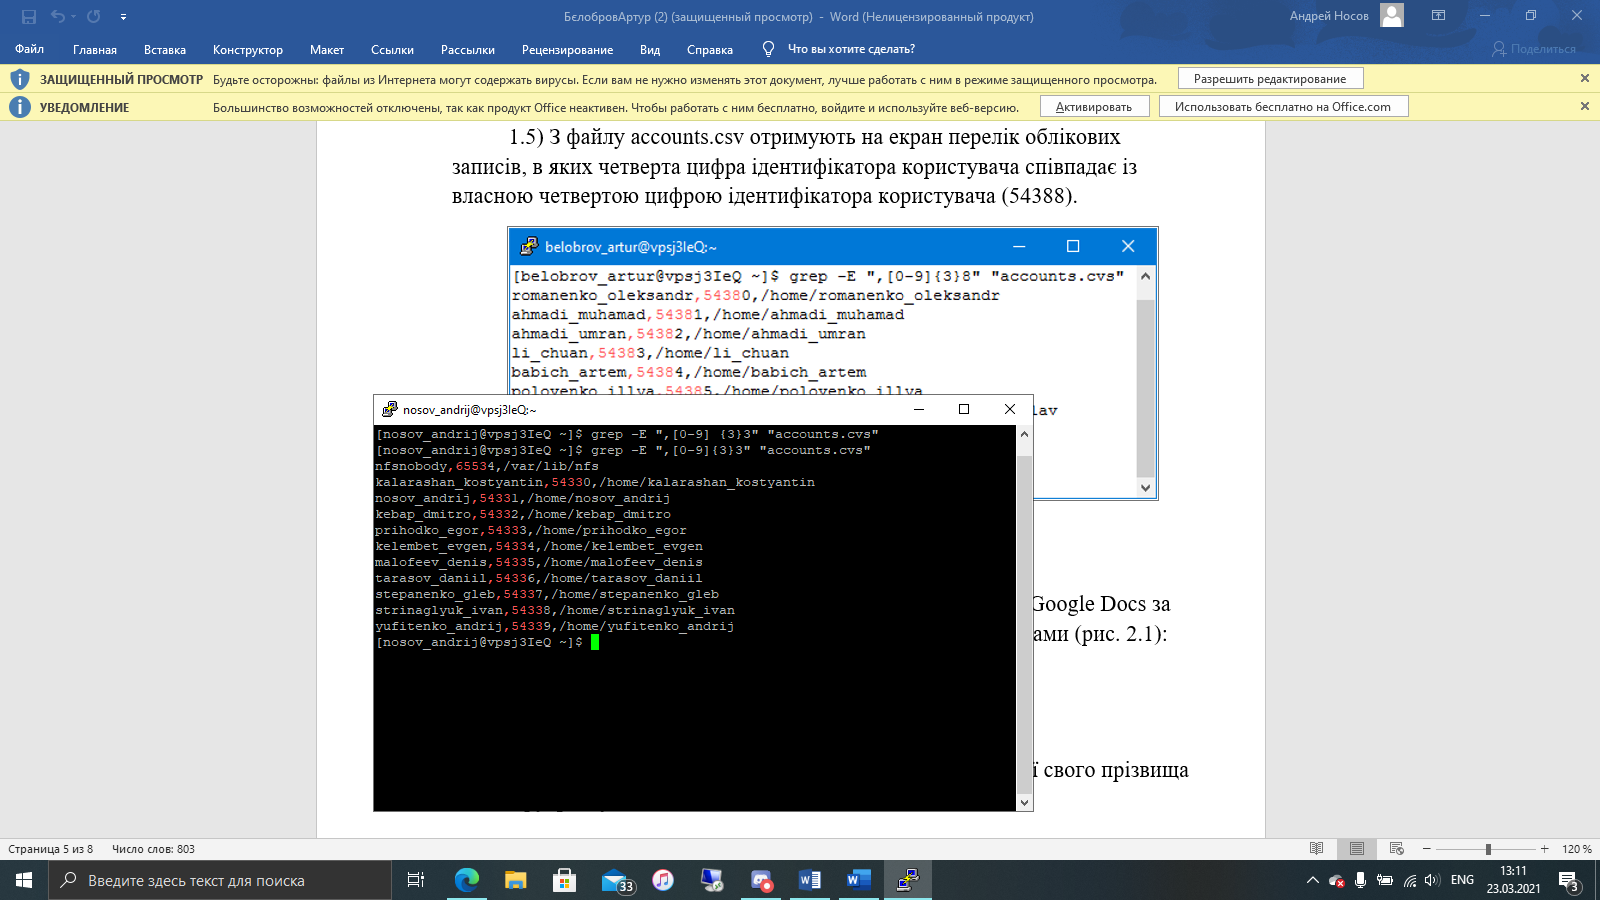 БєлобровАртур (2) (защищенный просмотр) - Word (Нелицензированный продукт)
Андрей Носов
Файл Главная Вставка Конструктор Макет Ссылки Рассылки Рецензирование Вид Справка Что вы хотите сделать? Поделиться
ЗАЩИЩЕННЫЙ ПРОСМОТР Будьте осторожны: файлы из Интернета могут содержать вирусы. Если вам не нужно изменять этот документ, лучше работать с ним в режиме защищенного просмотра. Разрешить редактирование
УВЕДОМЛЕНИЕ Большинство возможностей отключены, так как продукт Office неактивен. Чтобы работать с ним бесплатно, войдите и используйте веб-версию. Активировать Использовать бесплатно на Office.com
1.5) З файлу accounts.csv отримують на екран перелік облікових
записів, в яких четверта цифра ідентифікатора користувача співпадає із
власною четвертою цифрою ідентифікатора користувача (54388).
belobrov_artur@vpsj3IeQ:~
[belobrov_artur@vpsj3IeQ ~]$ grep -E ",[0-9]{3}8" "accounts.cvs"
romanenko_oleksandr,54380,/home/romanenko_oleksandr
ahmadi_muhamad,54381,/home/ahmadi_muhamad
ahmadi_umran,54382,/home/ahmadi_umran
li_chuan,54383,/home/li_chuan
babich_artem,54384,/home/babich_artem
polovenko_illya,54385,/home/polovenko_illya
lav
nosov_andrij@vpsj3IeQ:~
[nosov_andrij@vpsj3IeQ ~]$ grep -E ",[0-9] {3}3" "accounts.cvs"
[nosov_andrij@vpsj3IeQ ~]$ grep -E ",[0-9]{3}3" "accounts.cvs"
nfsnobody,65534,/var/lib/nfs
kalarashan_kostyantin,54330,/home/kalarashan_kostyantin
nosov_andrij,54331,/home/nosov_andrij
kebap_dmitro,54332,/home/kebap_dmitro
prihodko_egor,54333,/home/prihodko_egor
kelembet_evgen,54334,/home/kelembet_evgen
malofeev_denis,54335,/home/malofeev_denis
tarasov_daniil,54336,/home/tarasov_daniil
stepanenko_gleb,54337,/home/stepanenko_gleb
strinaglyuk_ivan,54338,/home/strinaglyuk_ivan
yufitenko_andrij,54339,/home/yufitenko_andrij
[nosov_andrij@vpsj3IeQ ~]$
Google Docs за
ами (рис. 2.1):
ї свого прізвища
Страница 5 из 8 Число слов: 803 120 %
Введите здесь текст для поиска
33
ENG
13:11
23.03.2021
3